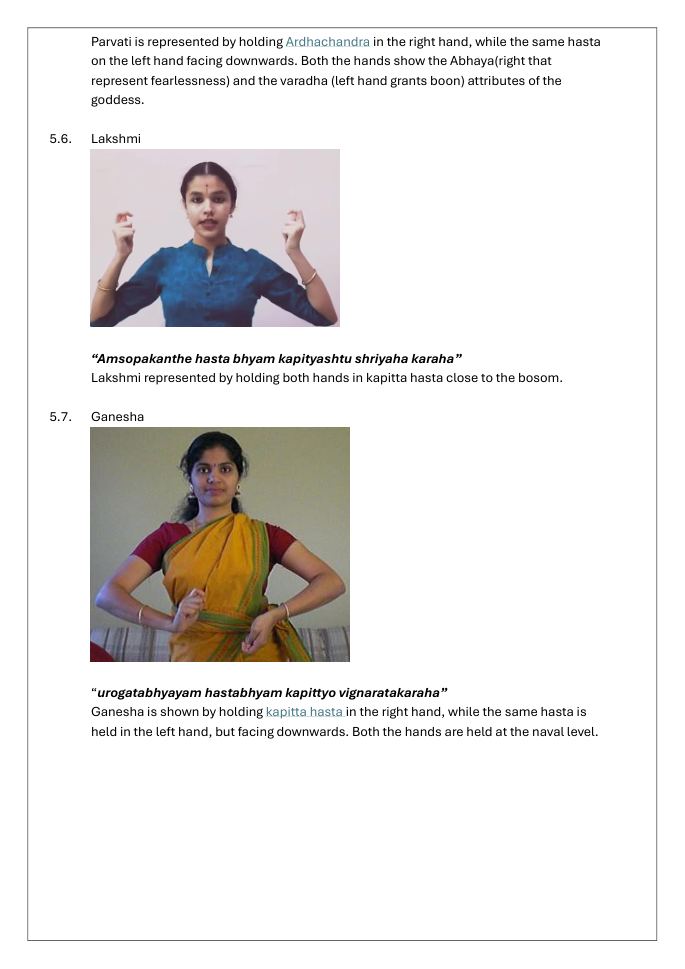 Parvati is represented by holding Ardhachandra in the right hand, while the same hasta
on the left hand facing downwards. Both the hands show the Abhaya(right that
represent fearlessness) and the varadha (left hand grants boon) attributes of the
goddess.
5.6. Lakshmi
“Amsopakanthe hasta bhyam kapityashtu shriyaha karaha”
Lakshmi represented by holding both hands in kapitta hasta close to the bosom.
5.7. Ganesha
“urogatabhyayam hastabhyam kapittyo vignaratakaraha”
Ganesha is shown by holding kapitta hasta in the right hand, while the same hasta is
held in the left hand, but facing downwards. Both the hands are held at the naval level.